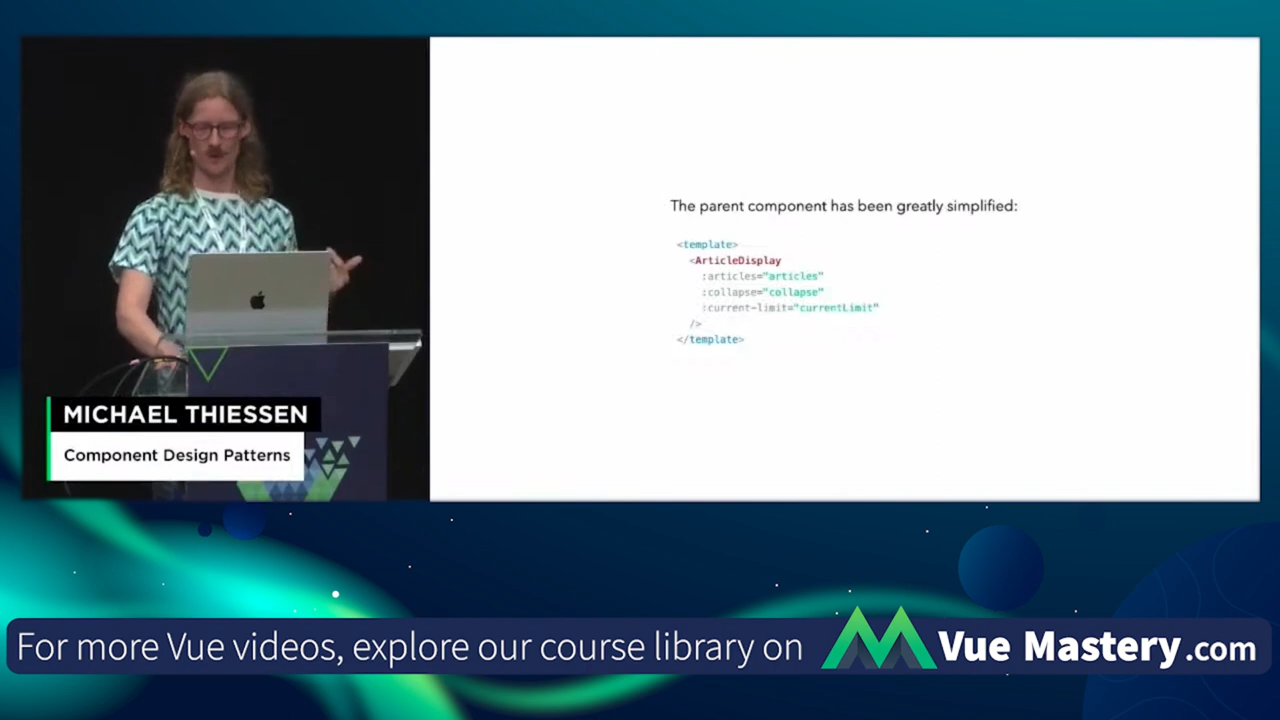 The parent component has been greatly simplified:
<template>
<ArticleDisplay
:articles="articles"
:collapse="collapse"
:current-limit="currentLimit"
/>
</template>
MICHAEL THIESSEN
Component Design Patterns
For more Vue videos, explore our course library on Vue Mastery.com